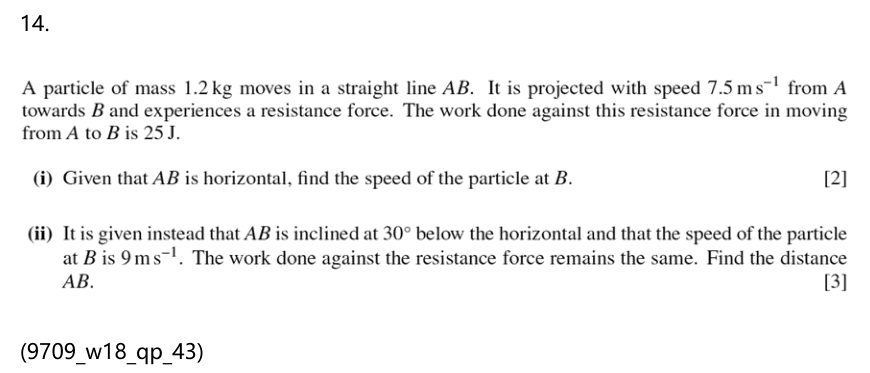 14.
A particle of mass 1.2 kg moves in a straight line AB. It is projected with speed 7.5 m s⁻¹ from A
towards B and experiences a resistance force. The work done against this resistance force in moving
from A to B is 25 J.
(i) Given that AB is horizontal, find the speed of the particle at B. [2]
(ii) It is given instead that AB is inclined at 30° below the horizontal and that the speed of the particle
at B is 9 m s⁻¹. The work done against the resistance force remains the same. Find the distance
AB. [3]
(9709_w18_qp_43)